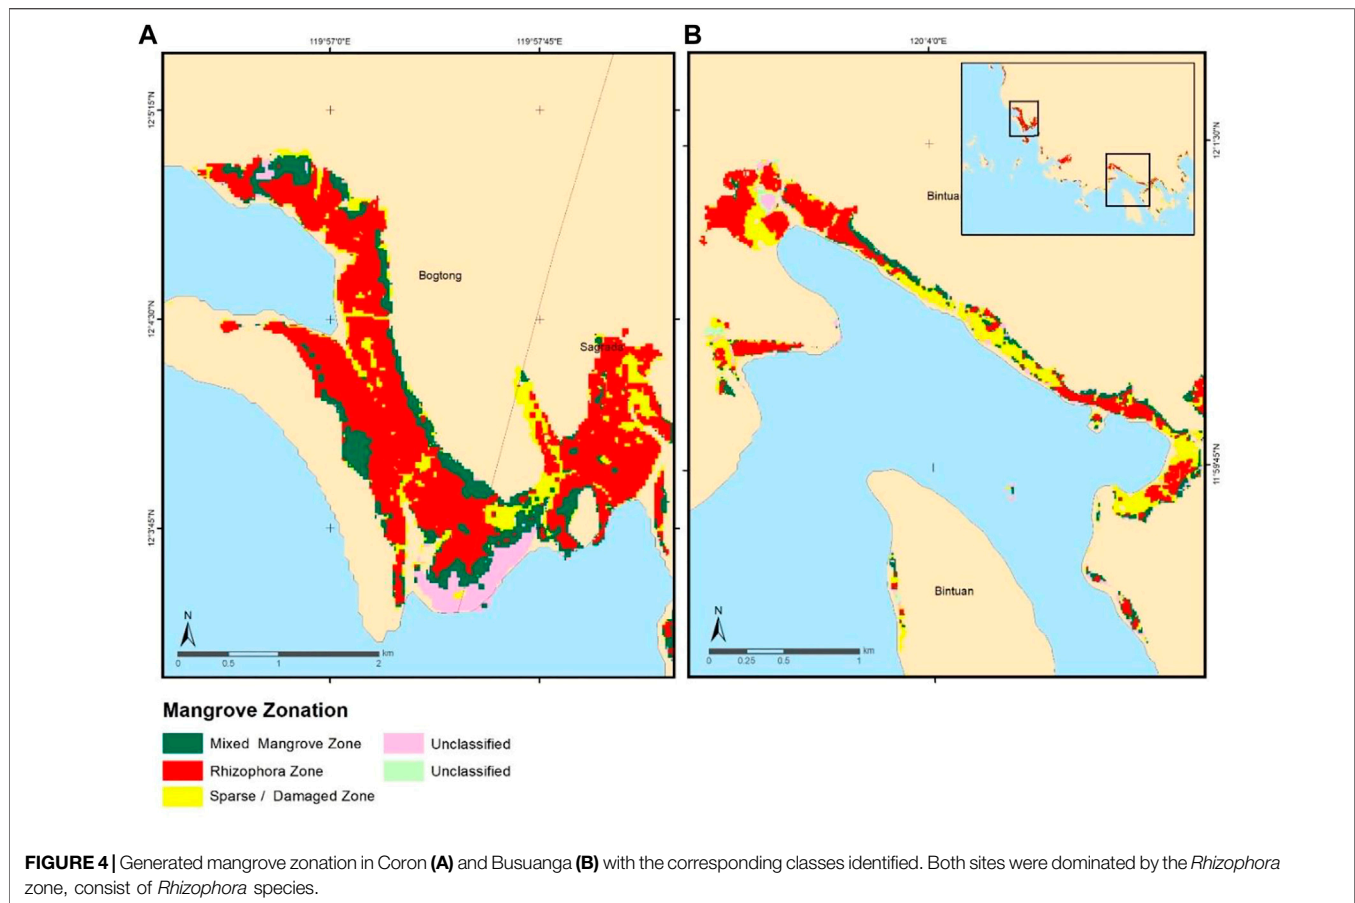 A
B
119°57'0"E
119°57'45"E
120°4'0"E
12°5'15"N
12°4'30"N
12°3'45"N
12°1'30"N
11°59'45"N
Bogtong
Sagrada
Bintua
Bintuan
N
0 0.5 1 2 km
N
0 0.25 0.5 1 km
Mangrove Zonation
Mixed Mangrove Zone
Unclassified
Rhizophora Zone
Unclassified
Sparse / Damaged Zone
FIGURE 4 | Generated mangrove zonation in Coron (A) and Busuanga (B) with the corresponding classes identified. Both sites were dominated by the Rhizophora
zone, consist of Rhizophora species.